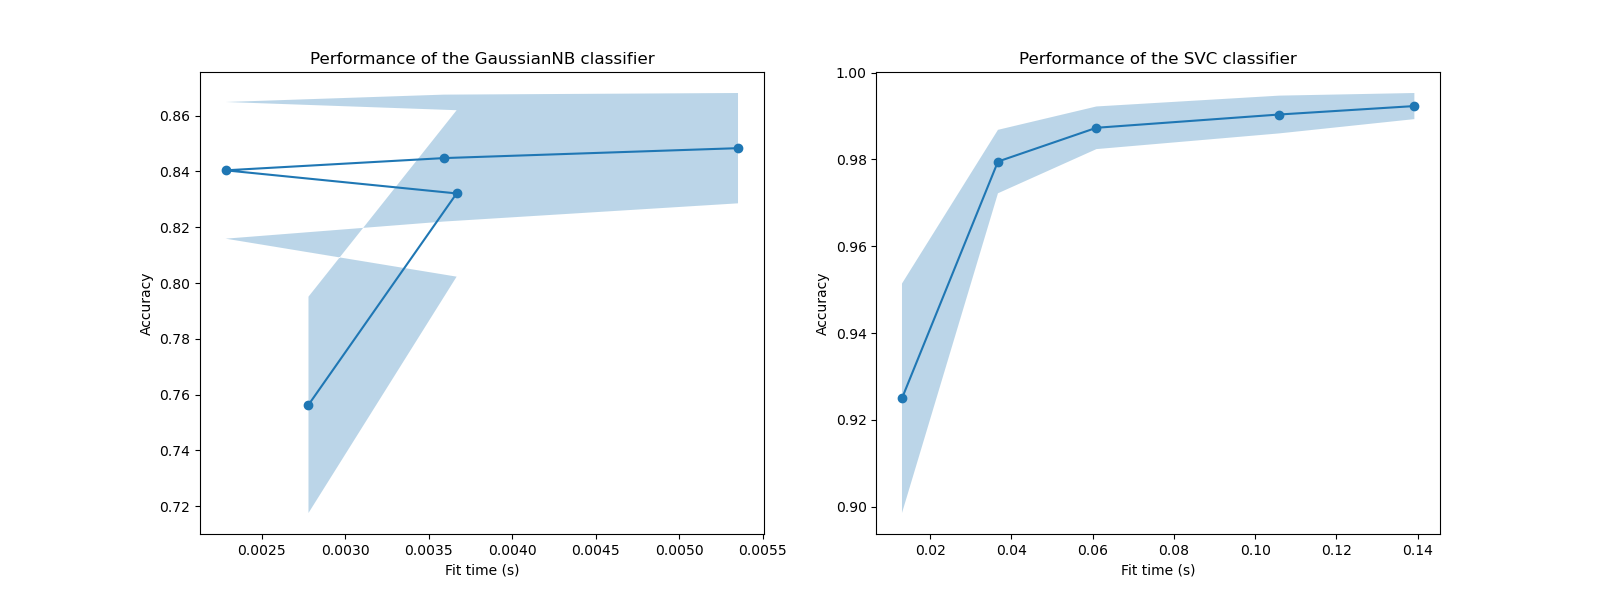 Performance of the GaussianNB classifier
Accuracy
0.86
0.84
0.82
0.80
0.78
0.76
0.74
0.72
0.0025 0.0030 0.0035 0.0040 0.0045 0.0050 0.0055
Fit time (s)
Performance of the SVC classifier
Accuracy
1.00
0.98
0.96
0.94
0.92
0.90
0.02 0.04 0.06 0.08 0.10 0.12 0.14
Fit time (s)